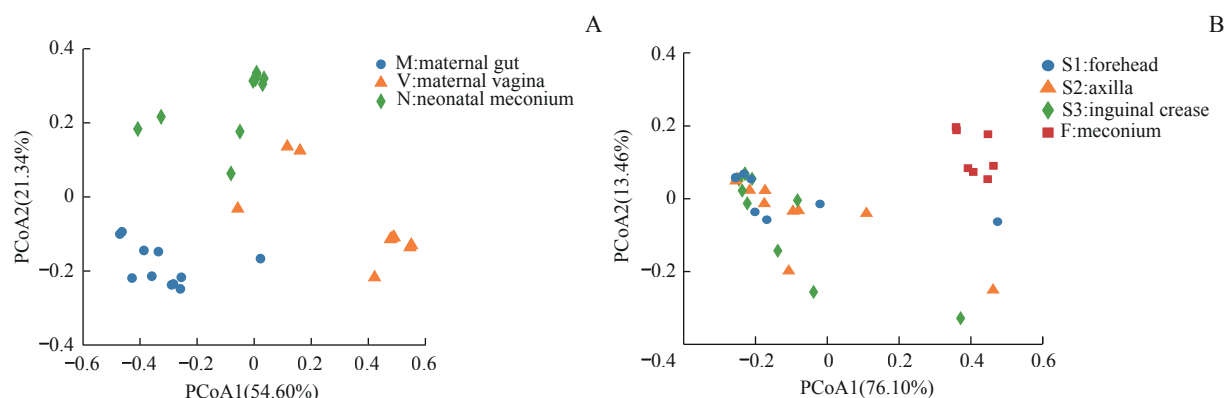 A
0.4
0.2
0
−0.2
−0.4
−0.6
−0.4
−0.2
0
0.2
0.4
0.6
PCoA2(21.34%)
PCoA1(54.60%)
M:maternal gut
V:maternal vagina
N:neonatal meconium
B
0.4
0.2
0
−0.2
−0.4
−0.4
−0.2
0
0.2
0.4
0.6
PCoA2(13.46%)
PCoA1(76.10%)
S1:forehead
S2:axilla
S3:inguinal crease
F:meconium